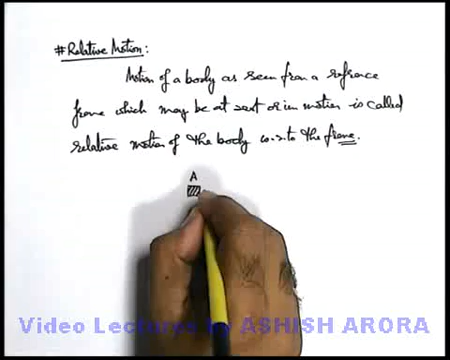 # Relative Motion :
Motion of a body as seen from a refrence
frame which may be at rest or in motion is called
relative motion of the body w.r.to the frame.
A
Video Lectures by ASHISH ARORA